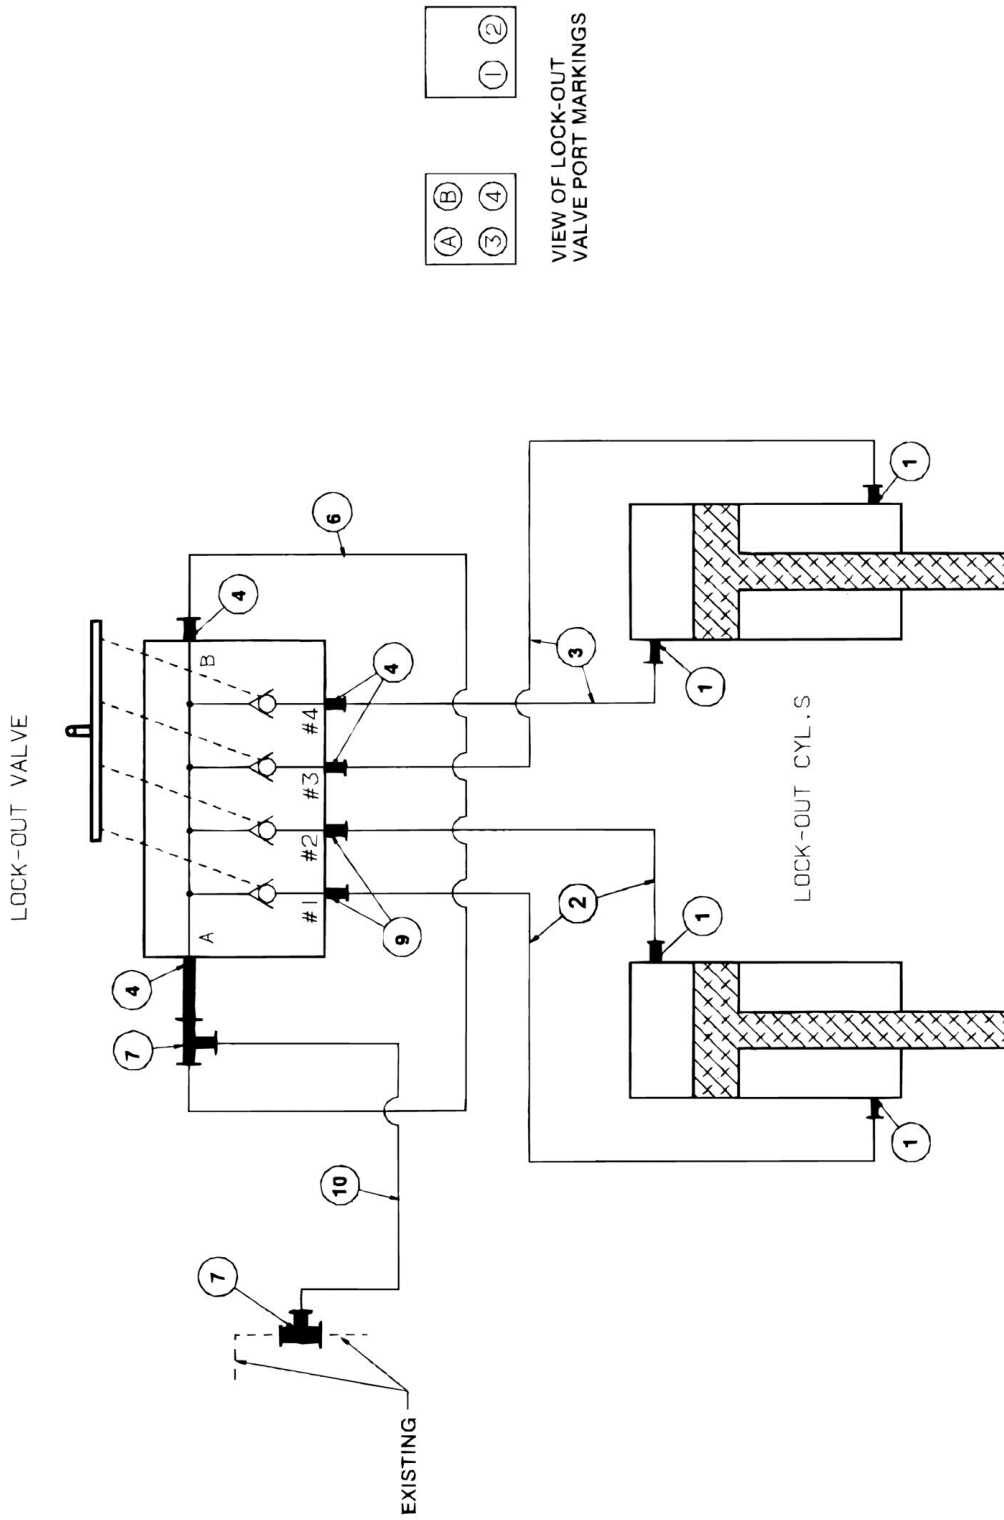 LOCK-OUT VALVE
7
4
4
A
B
6
#1 #2 #3 #4
7
10
9
4
EXISTING
2
3
1
1
1
1
LOCK-OUT CYL.S
A B
3 4
1 2
VIEW OF LOCK-OUT
VALVE PORT MARKINGS